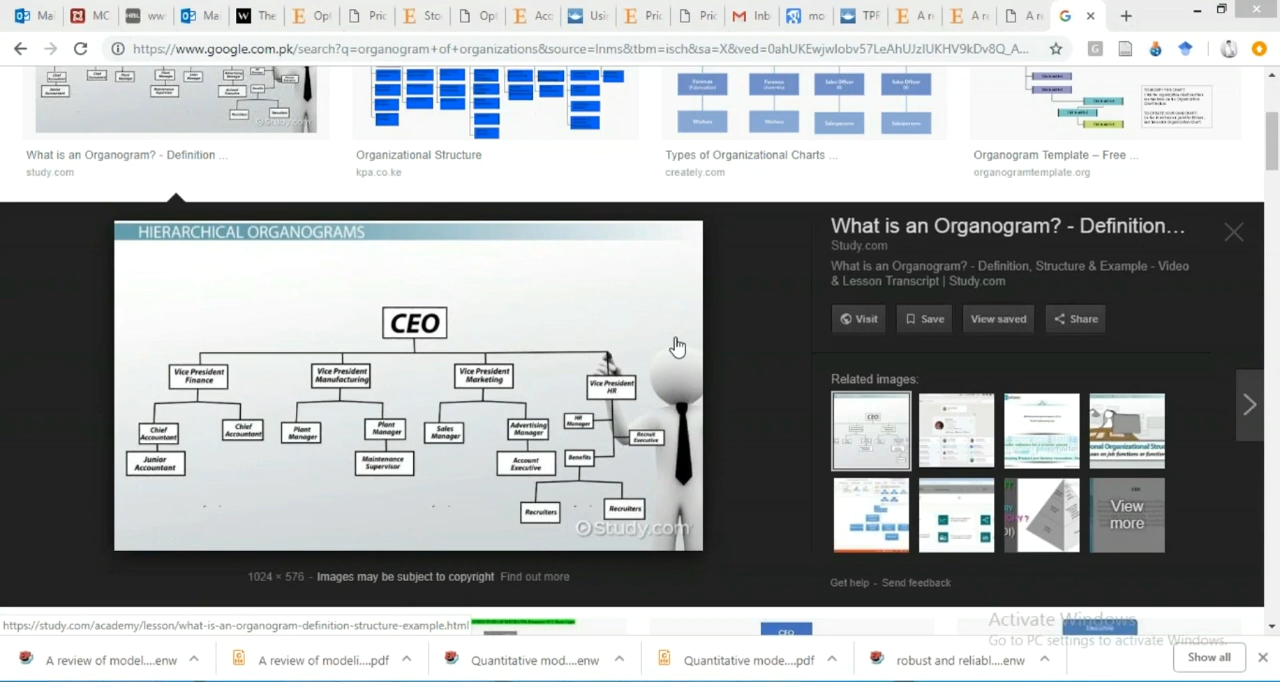 Mai
MC
HBL
ww
Mai
The
Opt
Pric
Sto
Opt
Acc
Usi
Pric
Pric
Inb
mo
TPF
A re
A re
A re
https://www.google.com.pk/search?q=organogram+of+organizations&source=lnms&tbm=isch&sa=X&ved=0ahUKEwjwlobv57LeAhUJzIUKHV9kDv8Q_A...
What is an Organogram? - Definition ...
study.com
Organizational Structure
kpa.co.ke
Types of Organizational Charts ...
creately.com
Organogram Template – Free ...
organogramtemplate.org
HIERARCHICAL ORGANOGRAMS
CEO
Vice President
Finance
Vice President
Manufacturing
Vice President
Marketing
Vice President
HR
Chief
Accountant
Chief
Accountant
Plant
Manager
Plant
Manager
Sales
Manager
Advertising
Manager
HR
Manager
Recruit
Executive
Junior
Accountant
Maintenance
Supervisor
Account
Executive
Benefits
Recruiters
Recruiters
©Study.com
1024 × 576 - Images may be subject to copyright Find out more
What is an Organogram? - Definition...
Study.com
What is an Organogram? - Definition, Structure & Example - Video
& Lesson Transcript | Study.com
Visit
Save
View saved
Share
Related images:
View
more
Get help - Send feedback
Activate Windows
Go to PC settings to activate Windows.
https://study.com/academy/lesson/what-is-an-organogram-definition-structure-example.html
CEO
A review of model....enw
A review of modeli....pdf
Quantitative mod....enw
Quantitative mode....pdf
robust and reliabl....enw
Show all